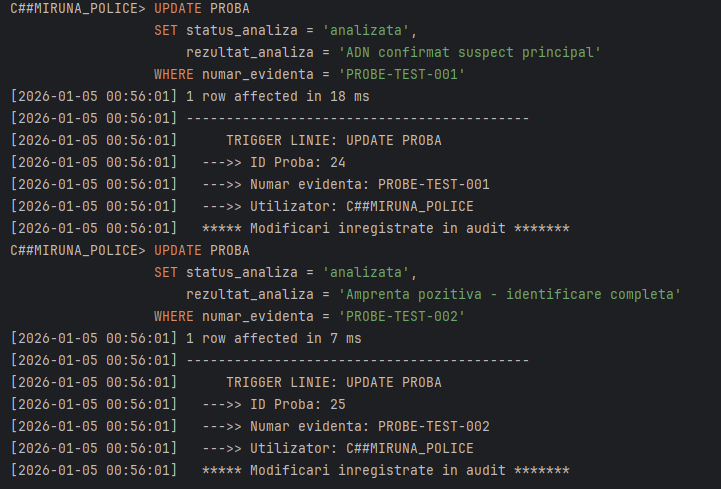 C##MIRUNA_POLICE> UPDATE PROBA
SET status_analiza = 'analizata',
rezultat_analiza = 'ADN confirmat suspect principal'
WHERE numar_evidenta = 'PROBE-TEST-001'
[2026-01-05 00:56:01] 1 row affected in 18 ms
[2026-01-05 00:56:01] -------------------------------------------
[2026-01-05 00:56:01] TRIGGER LINIE: UPDATE PROBA
[2026-01-05 00:56:01] --->> ID Proba: 24
[2026-01-05 00:56:01] --->> Numar evidenta: PROBE-TEST-001
[2026-01-05 00:56:01] --->> Utilizator: C##MIRUNA_POLICE
[2026-01-05 00:56:01] ***** Modificari inregistrate in audit *******
C##MIRUNA_POLICE> UPDATE PROBA
SET status_analiza = 'analizata',
rezultat_analiza = 'Amprenta pozitiva - identificare completa'
WHERE numar_evidenta = 'PROBE-TEST-002'
[2026-01-05 00:56:01] 1 row affected in 7 ms
[2026-01-05 00:56:01] -------------------------------------------
[2026-01-05 00:56:01] TRIGGER LINIE: UPDATE PROBA
[2026-01-05 00:56:01] --->> ID Proba: 25
[2026-01-05 00:56:01] --->> Numar evidenta: PROBE-TEST-002
[2026-01-05 00:56:01] --->> Utilizator: C##MIRUNA_POLICE
[2026-01-05 00:56:01] ***** Modificari inregistrate in audit *******